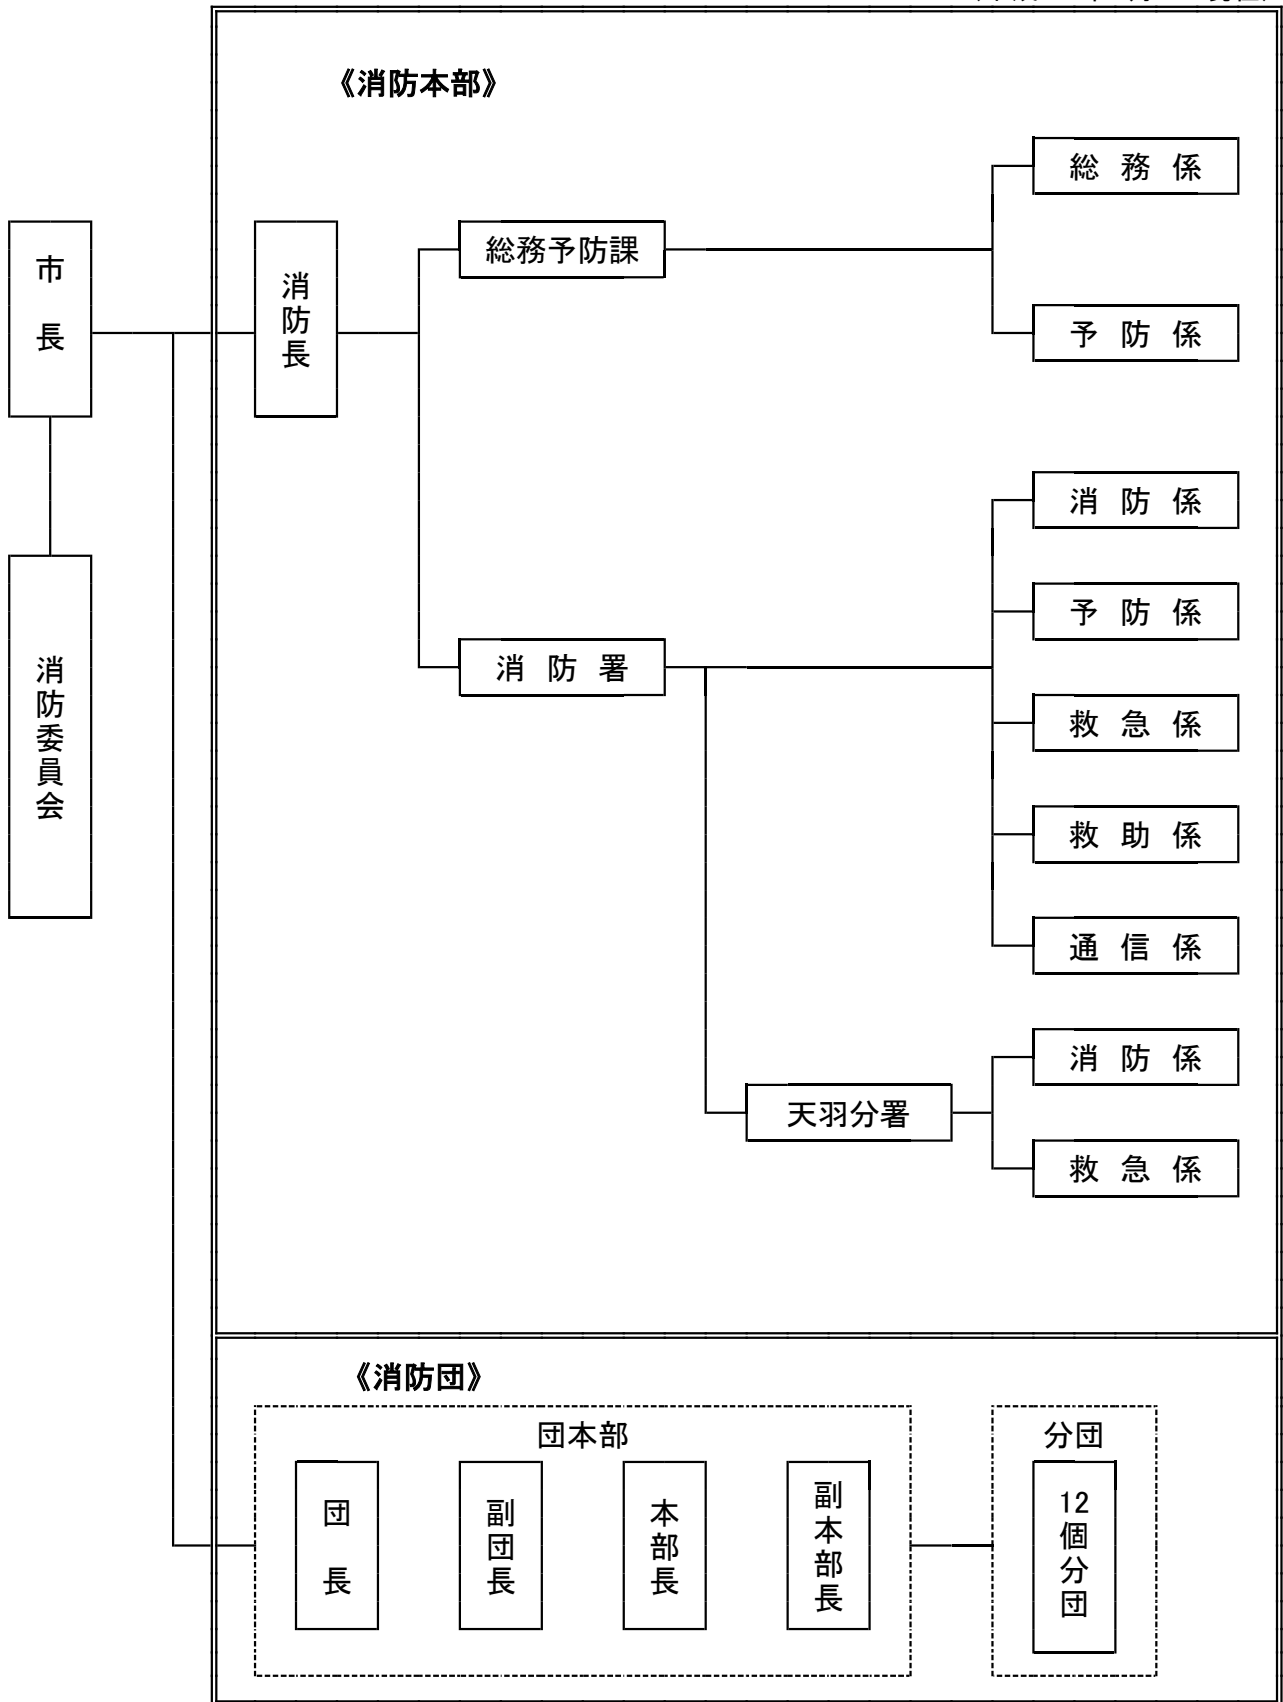 《消防本部》
総 務 係
市長
消防長
総務予防課
予 防 係
消防委員会
消 防 係
予 防 係
消 防 署
救 急 係
救 助 係
通 信 係
消 防 係
天羽分署
救 急 係
《消防団》
団本部
分団
団長
副団長
本部長
副本部長
12個分団